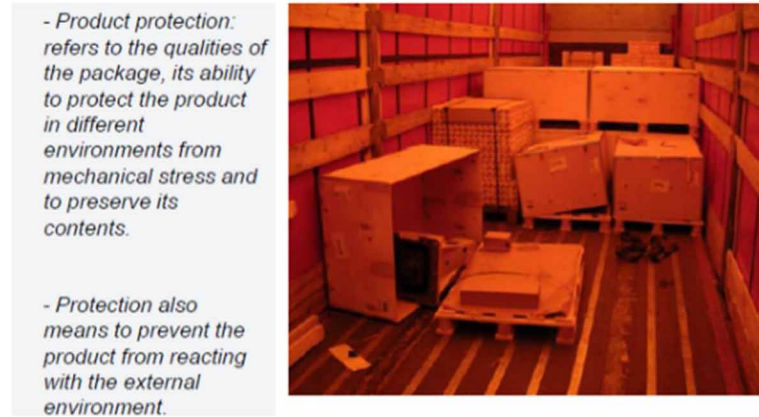 - Product protection:
refers to the qualities of
the package, its ability
to protect the product
in different
environments from
mechanical stress and
to preserve its
contents.
- Protection also
means to prevent the
product from reacting
with the external
environment.